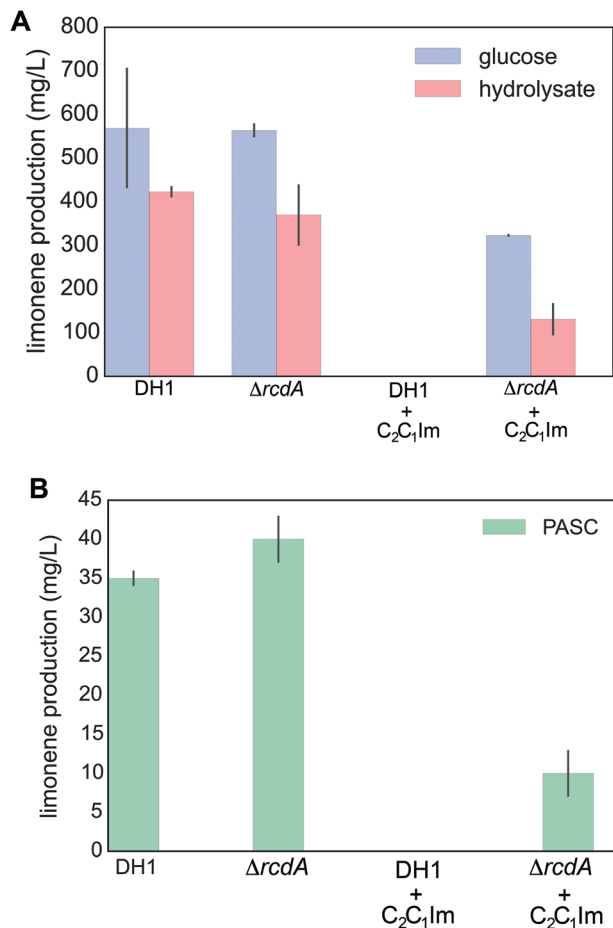 A
limonene production (mg/L)
800
700
600
500
400
300
200
100
0
glucose
hydrolysate
DH1
ΔrcdA
DH1
+
C₂C₁Im
ΔrcdA
+
C₂C₁Im
B
limonene production (mg/L)
45
40
35
30
25
20
15
10
5
0
PASC
DH1
ΔrcdA
DH1
+
C₂C₁Im
ΔrcdA
+
C₂C₁Im